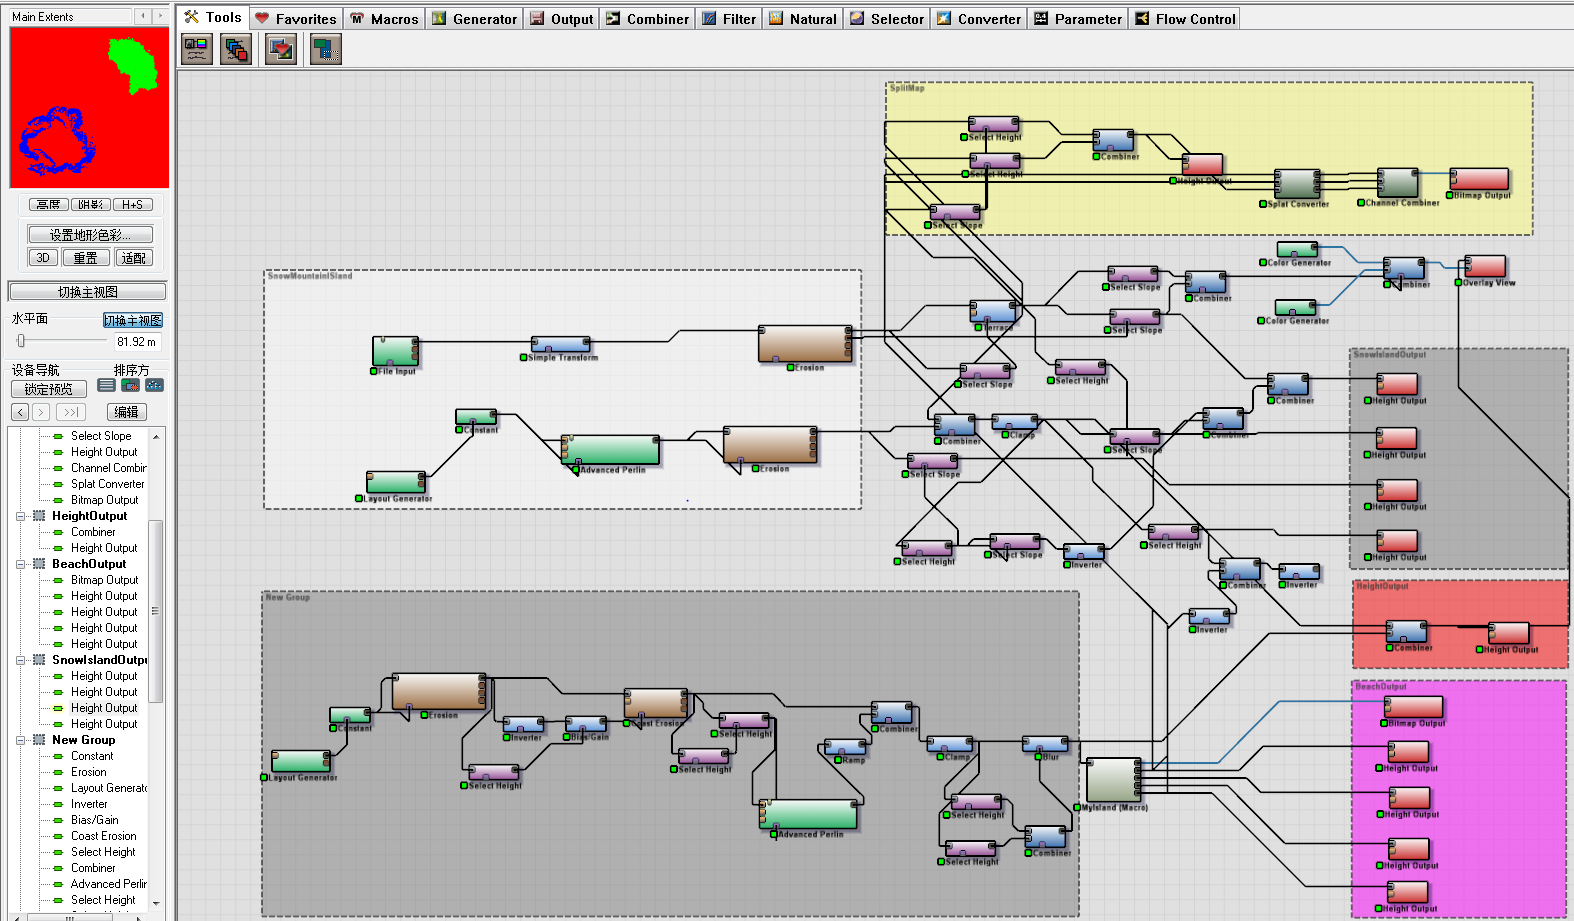 Main Extents
Tools
Favorites
Macros
Generator
Output
Combiner
Filter
Natural
Selector
Converter
Parameter
Flow Control
高度
阴影
H+S
设置地形色彩...
3D
重置
适配
切换主视图
水平面
切换主视图
81.92 m
设备导航
排序方
锁定预览
<
>
>>|
编辑
Select Slope
Height Output
Channel Combin
Splat Converter
Bitmap Output
HeightOutput
Combiner
Height Output
BeachOutput
Bitmap Output
Height Output
Height Output
Height Output
Height Output
SnowIslandOutpu
Height Output
Height Output
Height Output
Height Output
New Group
Constant
Erosion
Layout Generato
Inverter
Bias/Gain
Coast Erosion
Select Height
Combiner
Advanced Perlin
Select Height
SplitMap
Select Height
Combiner
Select Height
Height Output
Splat Converter
Channel Combiner
Bitmap Output
Select Slope
SnowMountainISland
File Input
Simple Transform
Erosion
Constant
Advanced Perlin
Erosion
Layout Generator
Color Generator
Select Slope
Combiner
Combiner
Overlay View
Color Generator
Terrace
Select Slope
Select Slope
Select Height
Combiner
Combiner
Clamp
Select Slope
Combiner
Select Slope
Select Height
Select Slope
Inverter
Select Height
Combiner
Inverter
Inverter
SnowIslandOutput
Height Output
Height Output
Height Output
Height Output
HeightOutput
Combiner
Height Output
New Group
Erosion
Constant
Layout Generator
Inverter
Bias/Gain
Select Height
Coast Erosion
Select Height
Select Height
Ramp
Combiner
Advanced Perlin
Clamp
Blur
Select Height
Select Height
Combiner
MyIsland (Macro)
BeachOutput
Bitmap Output
Height Output
Height Output
Height Output
Height Output